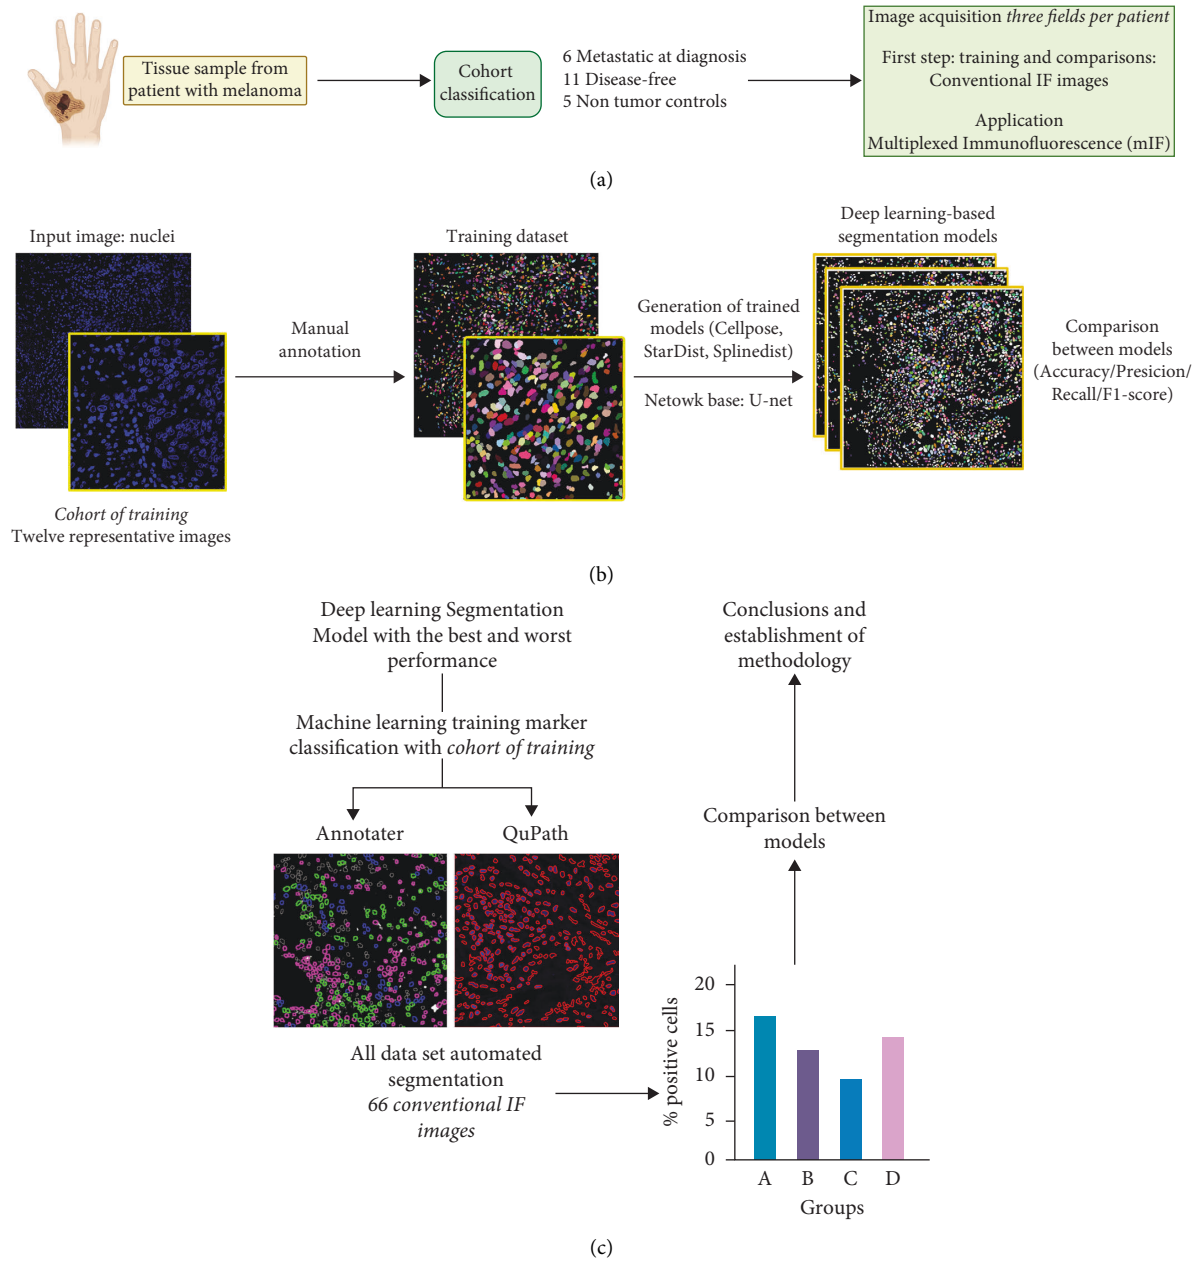 Tissue sample from
patient with melanoma
Cohort
classification
6 Metastatic at diagnosis
11 Disease-free
5 Non tumor controls
Image acquisition three fields per patient
First step: training and comparisons:
Conventional IF images
Application
Multiplexed Immunofluorescence (mIF)
(a)
Input image: nuclei
Cohort of training
Twelve representative images
Manual
annotation
Training dataset
Generation of trained
models (Cellpose,
StarDist, Splinedist)
Netowk base: U-net
Deep learning-based
segmentation models
Comparison
between models
(Accuracy/Presicion/
Recall/F1-score)
(b)
Deep learning Segmentation
Model with the best and worst
performance
Machine learning training marker
classification with cohort of training
Annotater
QuPath
All data set automated
segmentation
66 conventional IF
images
% positive cells
20
15
10
5
0
A B C D
Groups
Comparison between
models
Conclusions and
establishment of
methodology
(c)